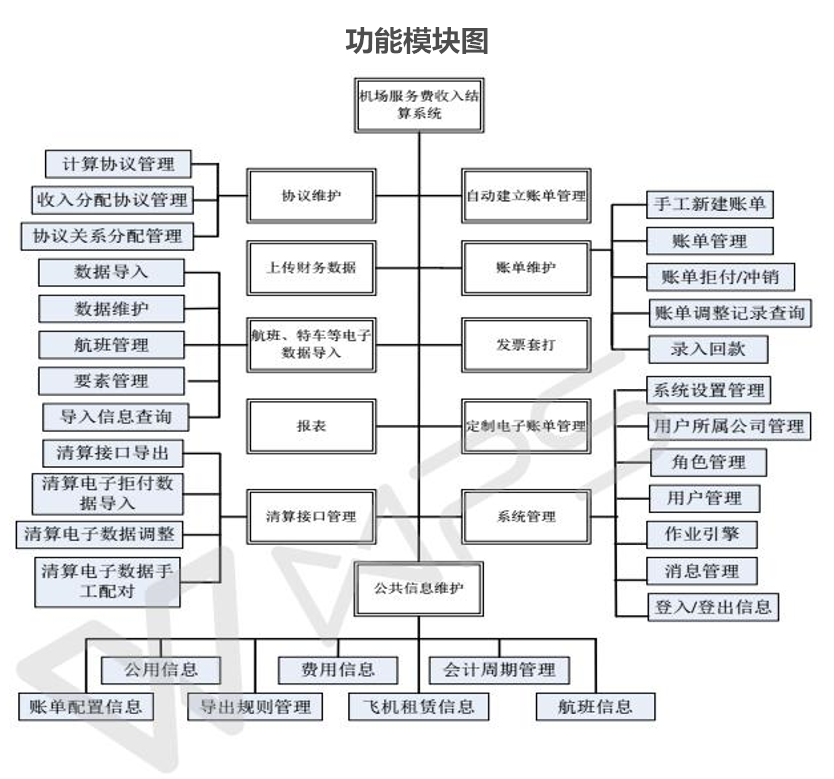 功能模块图
机场服务费收入结
算系统
计算协议管理
收入分配协议管理
协议关系分配管理
协议维护
自动建立账单管理
手工新建账单
账单管理
账单拒付/冲销
账单调整记录查询
录入回款
上传财务数据
账单维护
数据导入
数据维护
航班管理
要素管理
导入信息查询
航班、特车等电子
数据导入
发票套打
报表
定制电子账单管理
系统设置管理
用户所属公司管理
角色管理
用户管理
作业引擎
消息管理
登入/登出信息
清算接口导出
清算电子拒付数
据导入
清算电子数据调整
清算电子数据手
工配对
清算接口管理
系统管理
公共信息维护
公用信息
费用信息
会计周期管理
账单配置信息
导出规则管理
飞机租赁信息
航班信息
WAPS